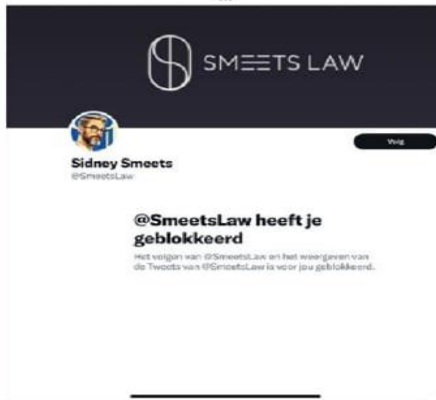 SMEETS LAW
Sidney Smeets
@SmeetsLaw
Volg
@SmeetsLaw heeft je
geblokkeerd
Het volgen van @SmeetsLaw en het weergeven van
de Tweets van @SmeetsLaw is voor jou geblokkeerd.